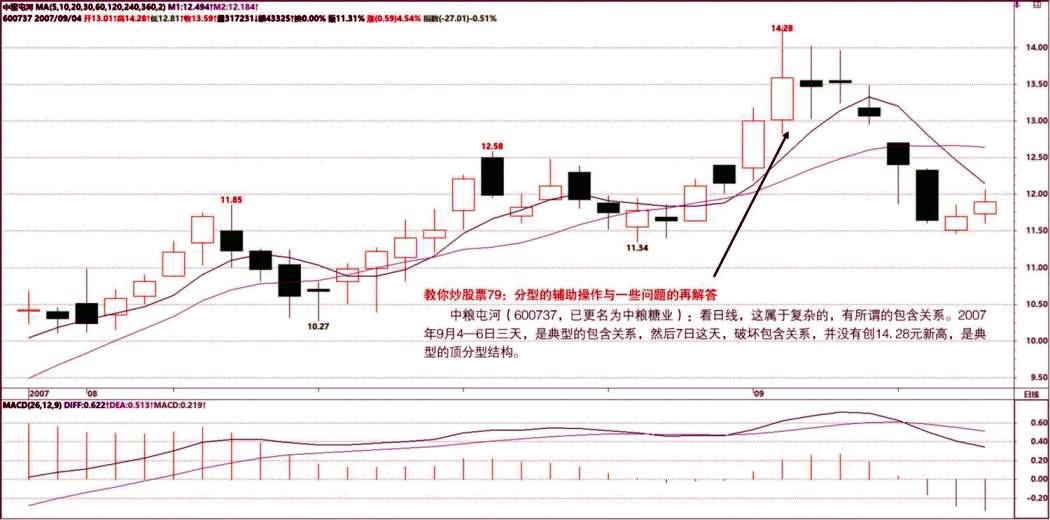 中粮屯河 MA(5,10,20,30,60,120,240,360,2) M1:12.494↑M2:12.184↑
600737 2007/09/04 开13.01↑高14.28↑低12.81↑收13.59↑量317231↓额43325↑换0.00% 振11.31% 涨(0.59)4.54% 指数(-27.01)-0.51%
14.28
14.00
13.50
13.00
12.58
12.50
12.00
11.85
11.50
11.34
11.00
教你炒股票79：分型的辅助操作与一些问题的再解答
10.50
10.27
中粮屯河（600737，已更名为中粮糖业）：看日线，这属于复杂的，有所谓的包含关系。2007
年9月4—6日三天，是典型的包含关系，然后7日这天，破坏包含关系，并没有创14.28元新高，是典
型的顶分型结构。
10.00
9.50
2007 08 09 日线
MACD(26,12,9) DIFF:0.622↑DEA:0.513↑MACD:0.219↑
0.60
0.40
0.20
0.00
-0.20